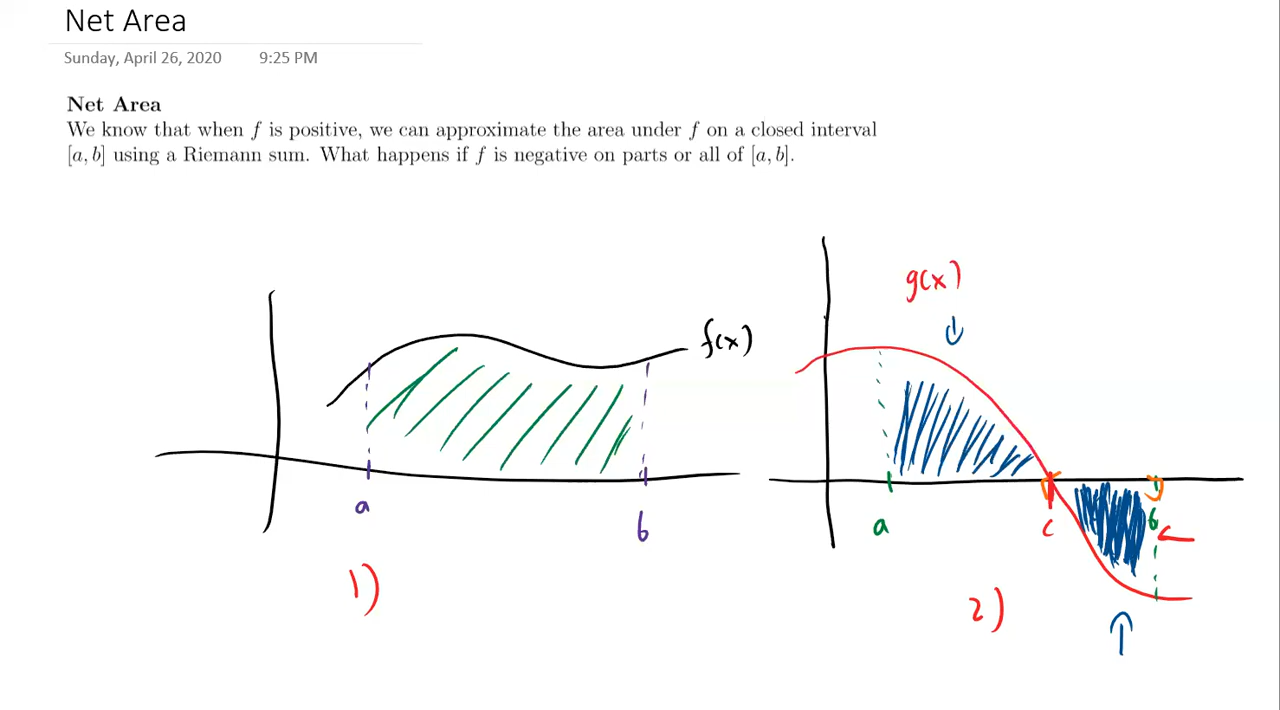 Net Area
Sunday, April 26, 2020 9:25 PM
Net Area
We know that when f is positive, we can approximate the area under f on a closed interval
[a, b] using a Riemann sum. What happens if f is negative on parts or all of [a, b].
f(x)
a
b
1)
g(x)
a
c
b
2)